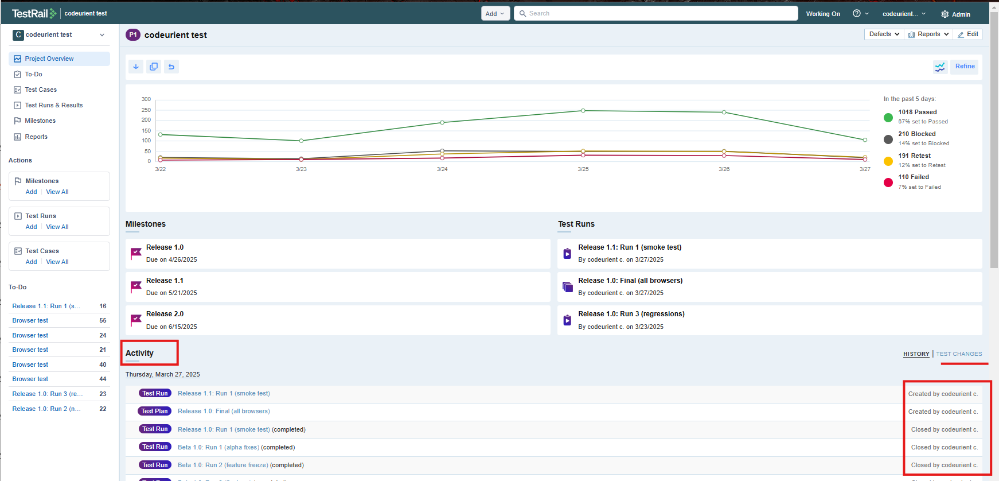 TestRail codeurient test
Add
Search
Working On
codeurient...
Admin
C codeurient test
P1 codeurient test
Defects
Reports
Edit
Project Overview
To-Do
Test Cases
Test Runs & Results
Milestones
Reports
Refine
300
250
200
150
100
50
0
3/22
3/23
3/24
3/25
3/26
3/27
In the past 5 days:
1018 Passed
67% set to Passed
210 Blocked
14% set to Blocked
191 Retest
12% set to Retest
110 Failed
7% set to Failed
Actions
Milestones
Add View All
Test Runs
Add View All
Test Cases
Add View All
To-Do
Release 1.1: Run 1 (s... 16
Browser test 55
Browser test 24
Browser test 21
Browser test 40
Browser test 44
Release 1.0: Run 3 (re... 23
Release 1.0: Run 2 (n... 22
Milestones
Release 1.0
Due on 4/26/2025
Release 1.1
Due on 5/21/2025
Release 2.0
Due on 6/15/2025
Test Runs
Release 1.1: Run 1 (smoke test)
By codeurient c. on 3/27/2025
Release 1.0: Final (all browsers)
By codeurient c. on 3/27/2025
Release 1.0: Run 3 (regressions)
By codeurient c. on 3/23/2025
Activity
HISTORY | TEST CHANGES
Thursday, March 27, 2025
Test Run Release 1.1: Run 1 (smoke test) Created by codeurient c.
Test Plan Release 1.0: Final (all browsers) Created by codeurient c.
Test Run Release 1.0: Run 1 (smoke test) (completed) Closed by codeurient c.
Test Run Beta 1.0: Run 1 (alpha fixes) (completed) Closed by codeurient c.
Test Run Beta 1.0: Run 2 (feature freeze) (completed) Closed by codeurient c.